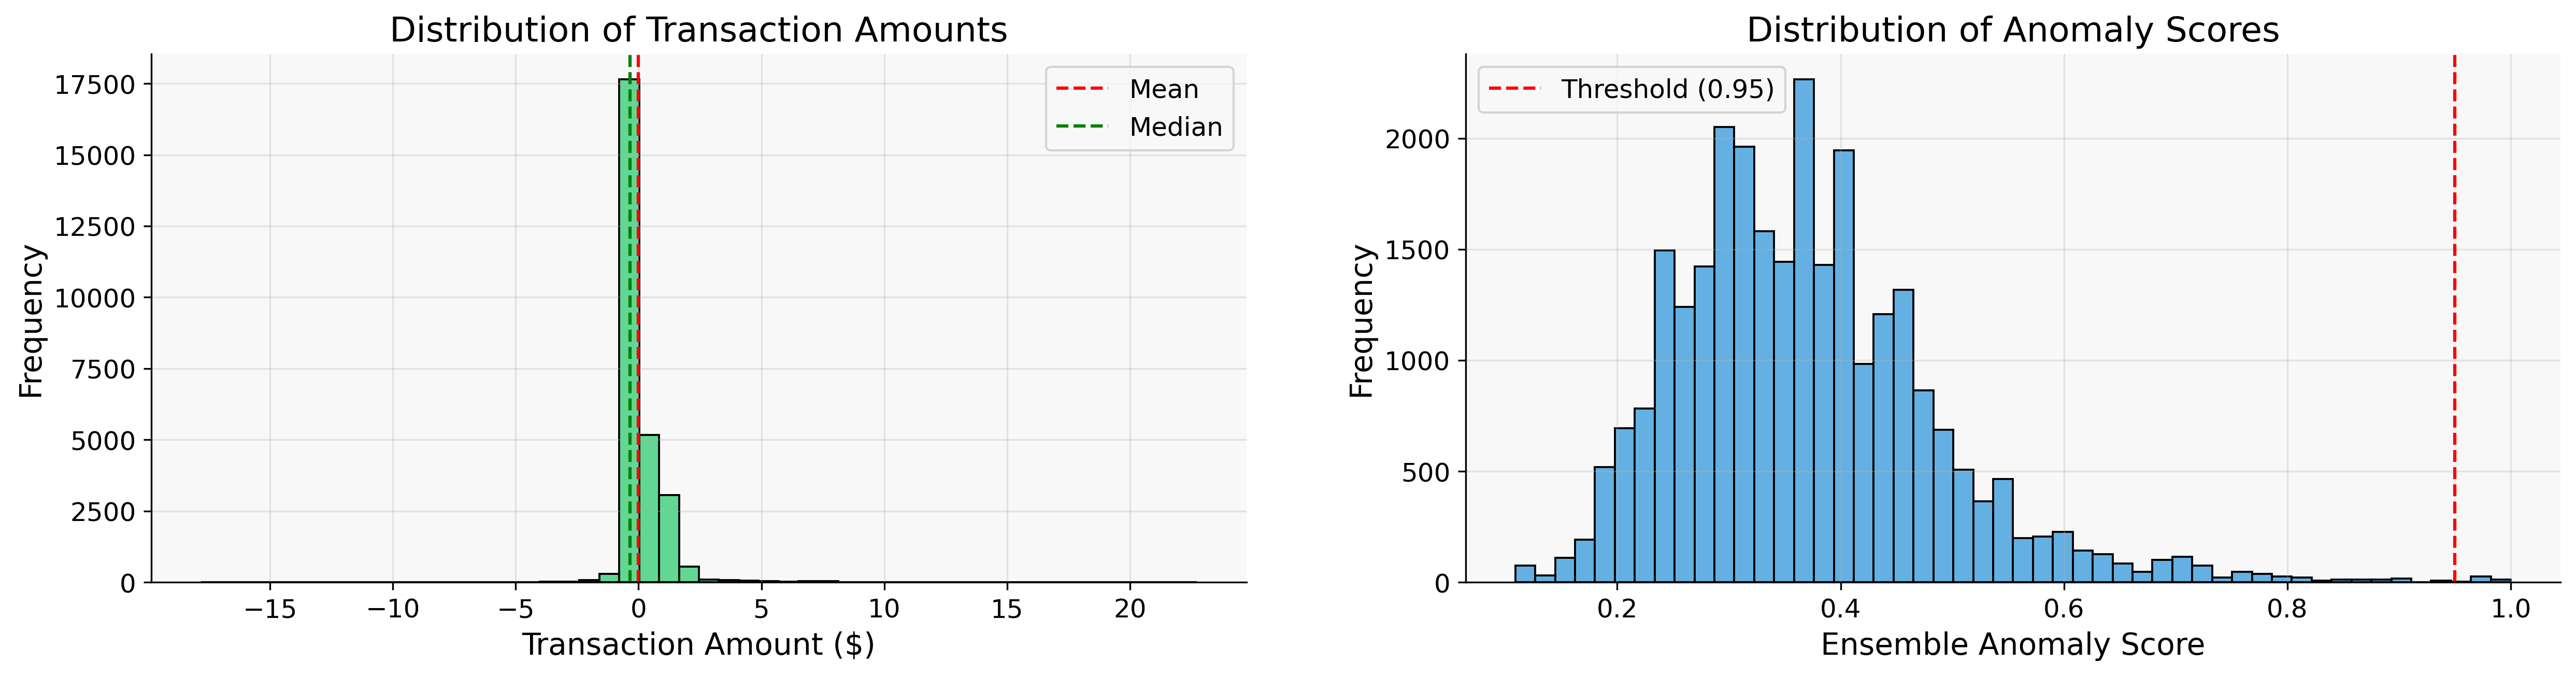 Distribution of Transaction Amounts
Mean
Median
17500
15000
12500
10000
7500
5000
2500
0
Frequency
−15
−10
−5
0
5
10
15
20
Transaction Amount ($)
Distribution of Anomaly Scores
Threshold (0.95)
2000
1500
1000
500
0
Frequency
0.2
0.4
0.6
0.8
1.0
Ensemble Anomaly Score